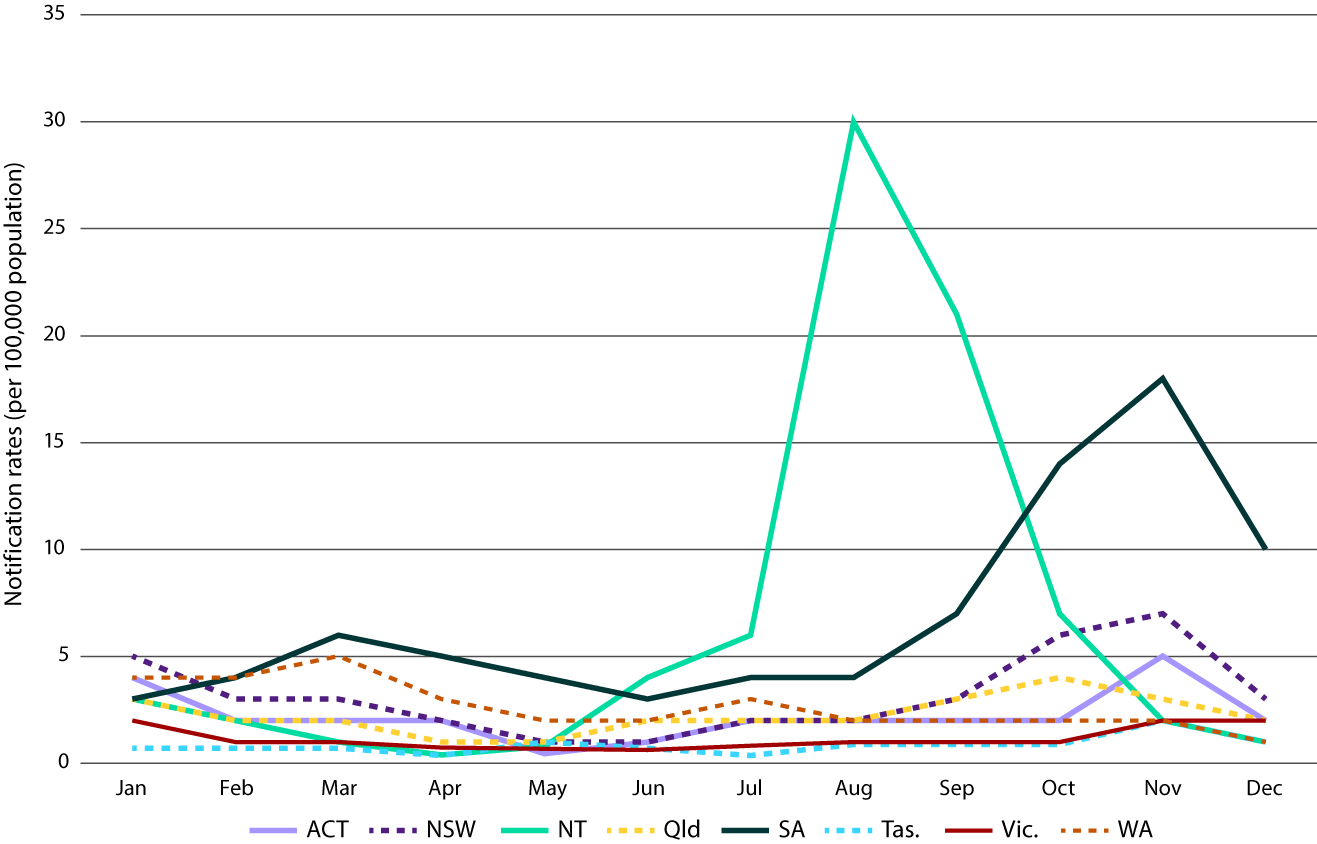 Notification rates (per 100,000 population)
35
30
25
20
15
10
5
0
Jan Feb Mar Apr May Jun Jul Aug Sep Oct Nov Dec
ACT NSW NT Qld SA Tas. Vic. WA